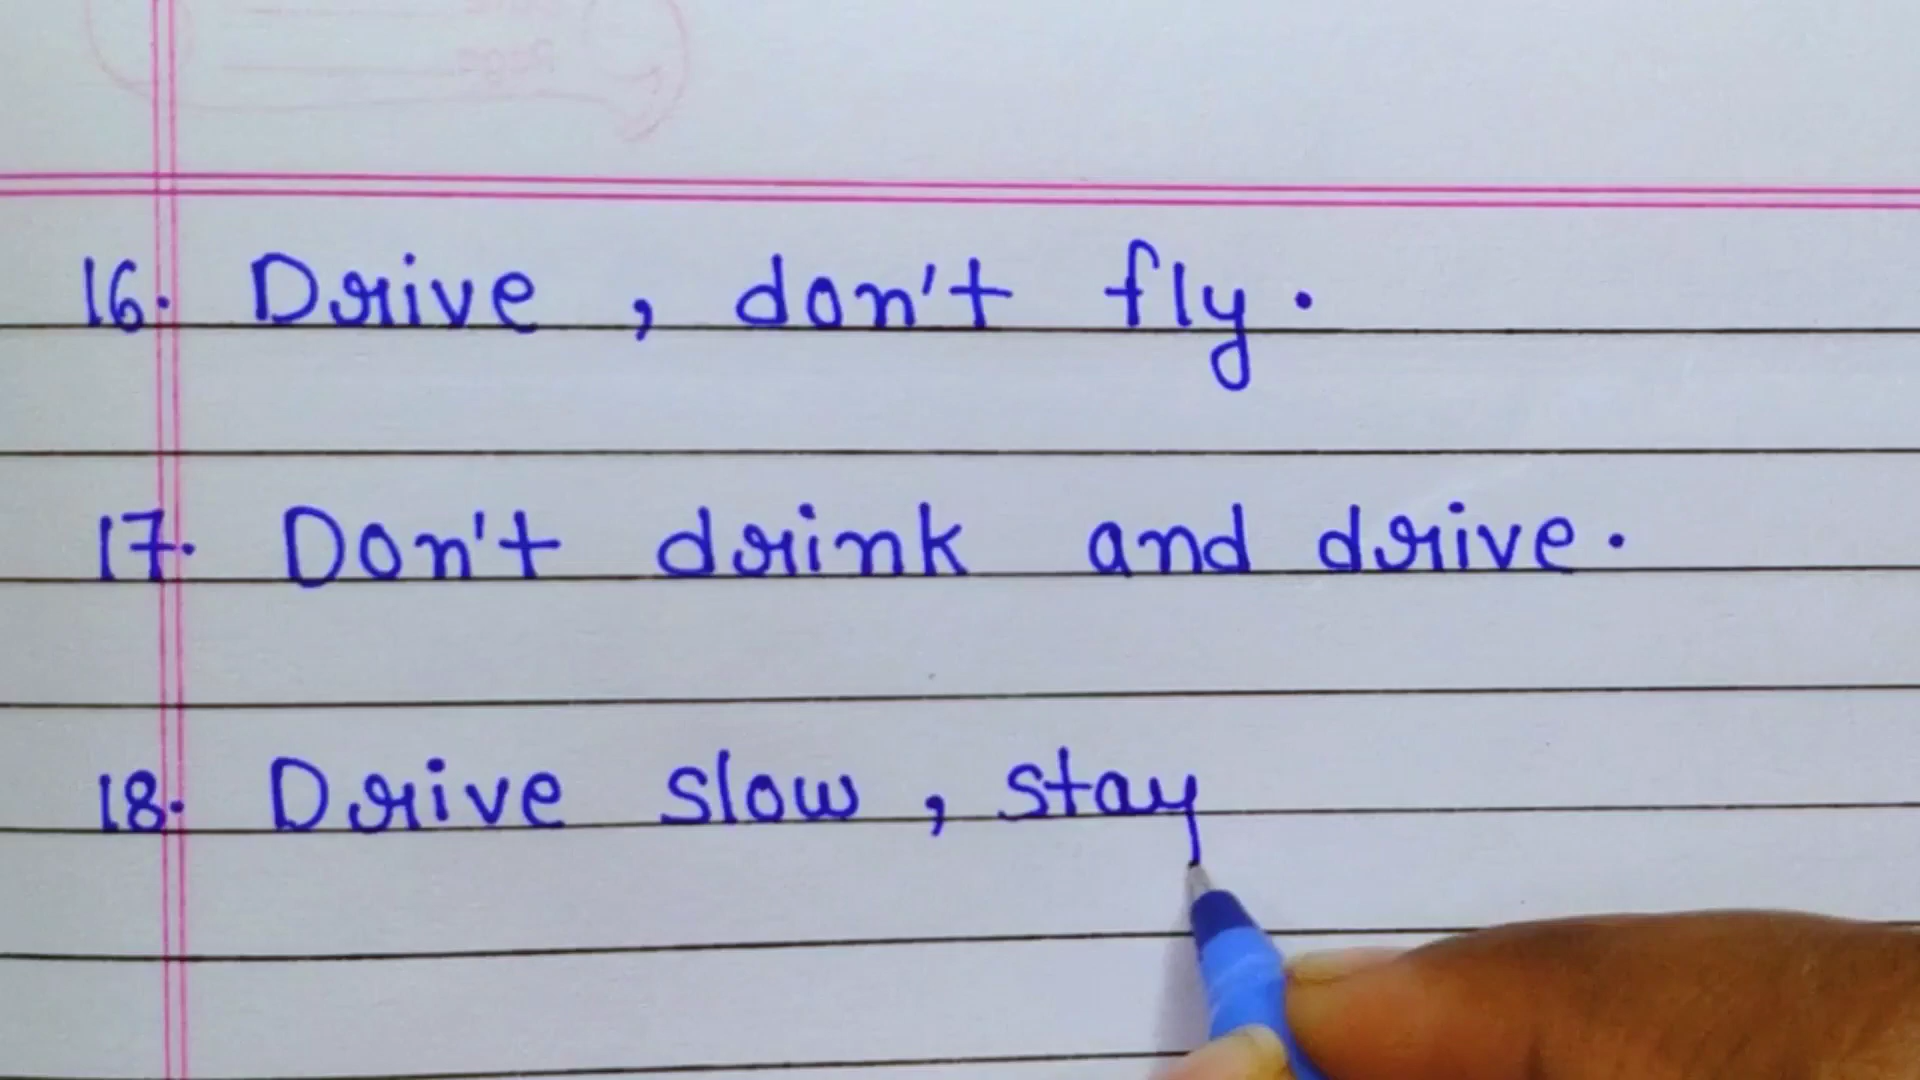 16. Drive , don't fly.
17. Don't drink and drive.
18. Drive slow , stay